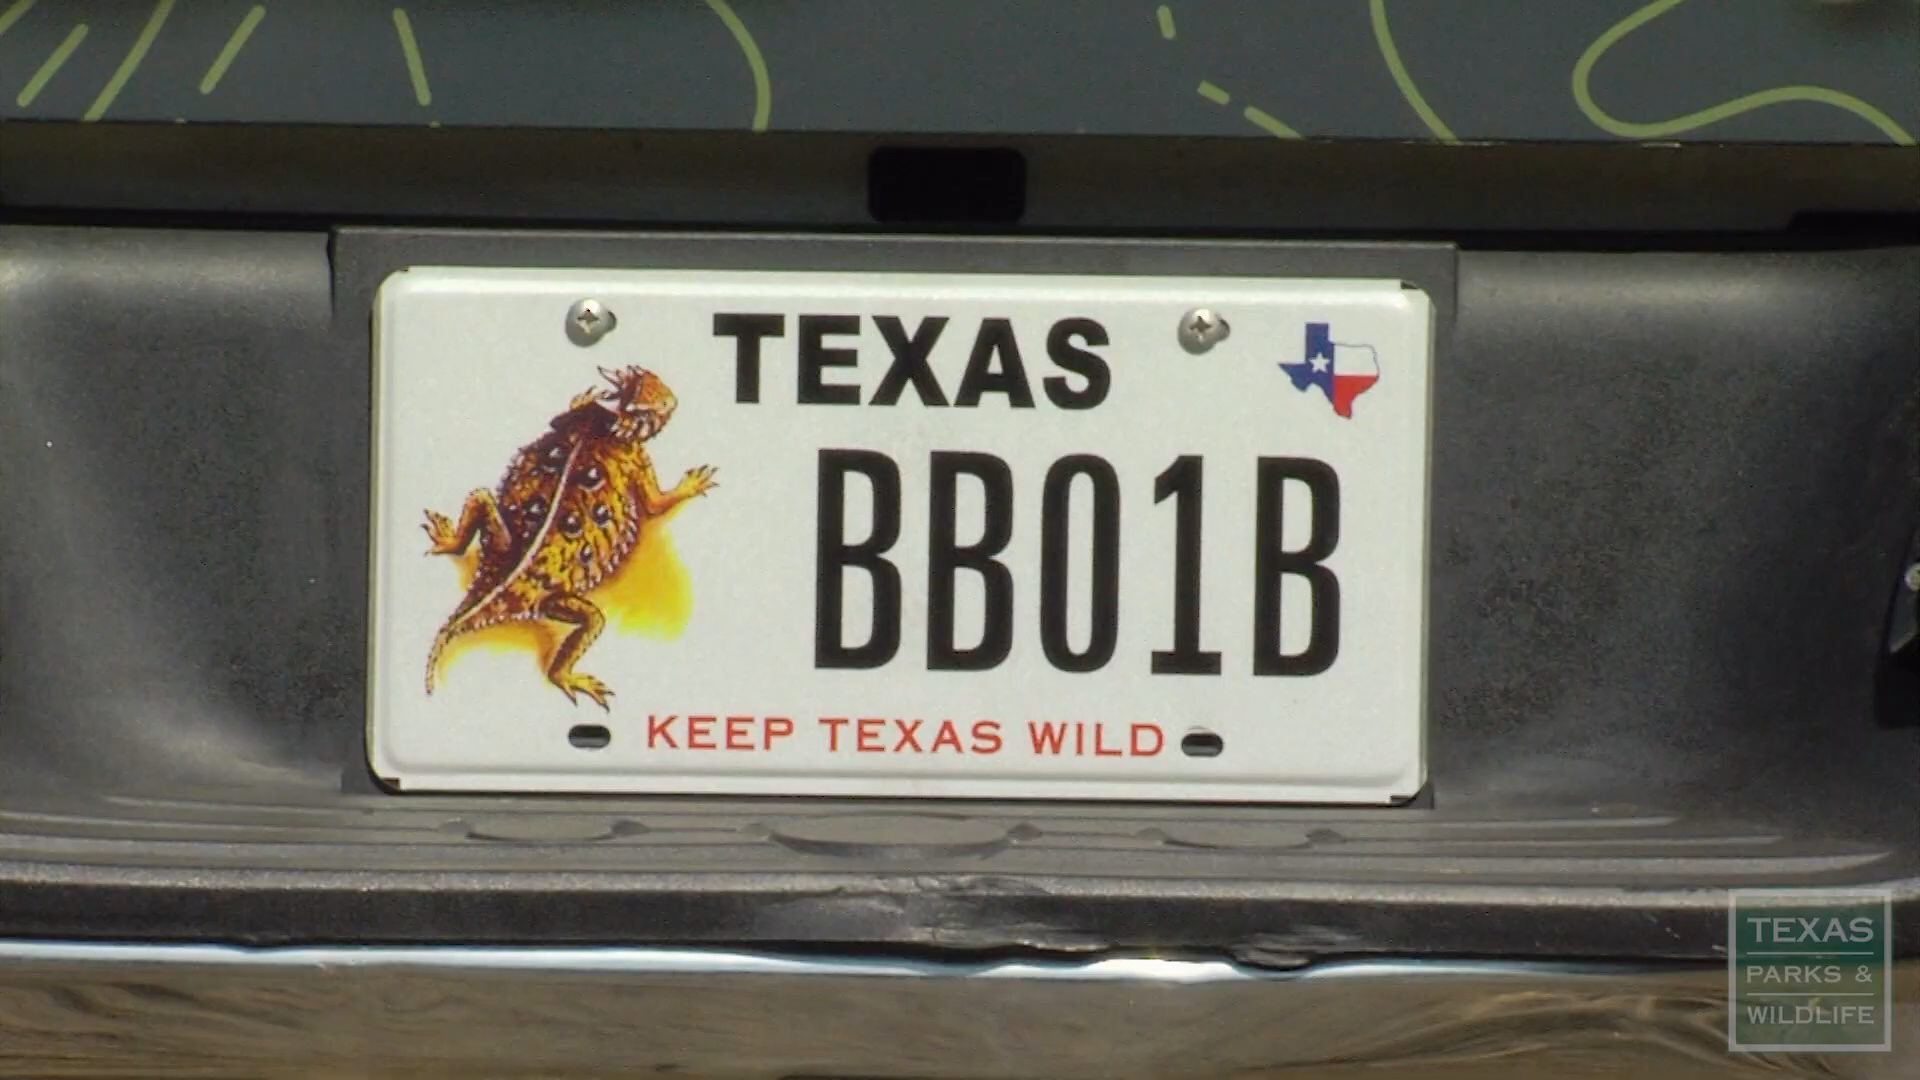 TEXAS
BB01B
KEEP TEXAS WILD
TEXAS
PARKS &
WILDLIFE